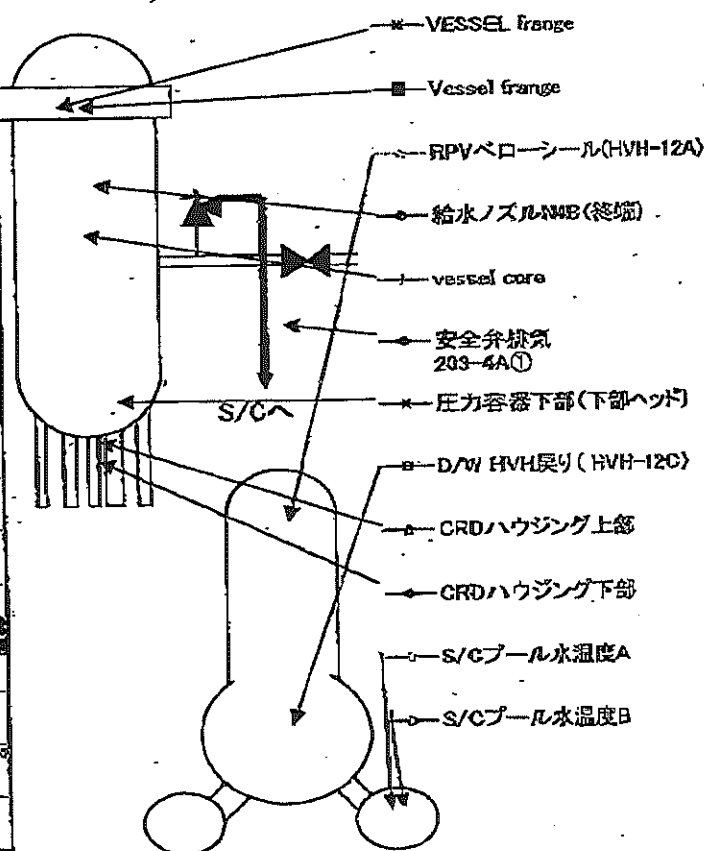 VESSEL frange
Vessel frange
RPVベローシール(HVH-12A)
給水ノズルN4B(終端)
vessel core
安全弁排気
203-4A①
S/Cへ
圧力容器下部(下部ヘッド)
D/W HVH戻り(HVH-12C)
CRDハウジング上部
CRDハウジング下部
S/Cプール水温度A
S/Cプール水温度B